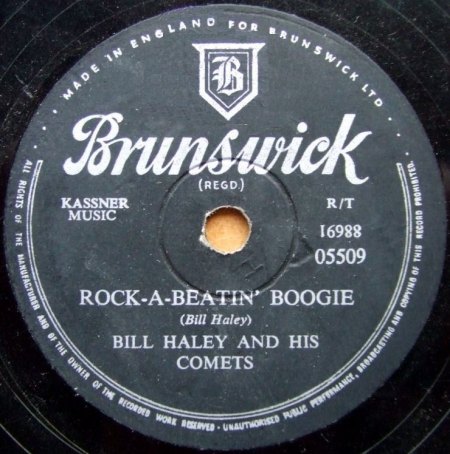 MADE IN ENGLAND FOR BRUNSWICK LTD
B
Brunswick
(REGD.)
KASSNER
MUSIC
R/T
16988
05509
ROCK-A-BEATIN' BOOGIE
(Bill Haley)
BILL HALEY AND HIS
COMETS
ALL RIGHTS OF THE MANUFACTURER AND OF THE OWNER OF THE RECORDED WORK RESERVED · UNAUTHORISED PUBLIC PERFORMANCE, BROADCASTING AND COPYING OF THIS RECORD PROHIBITED.